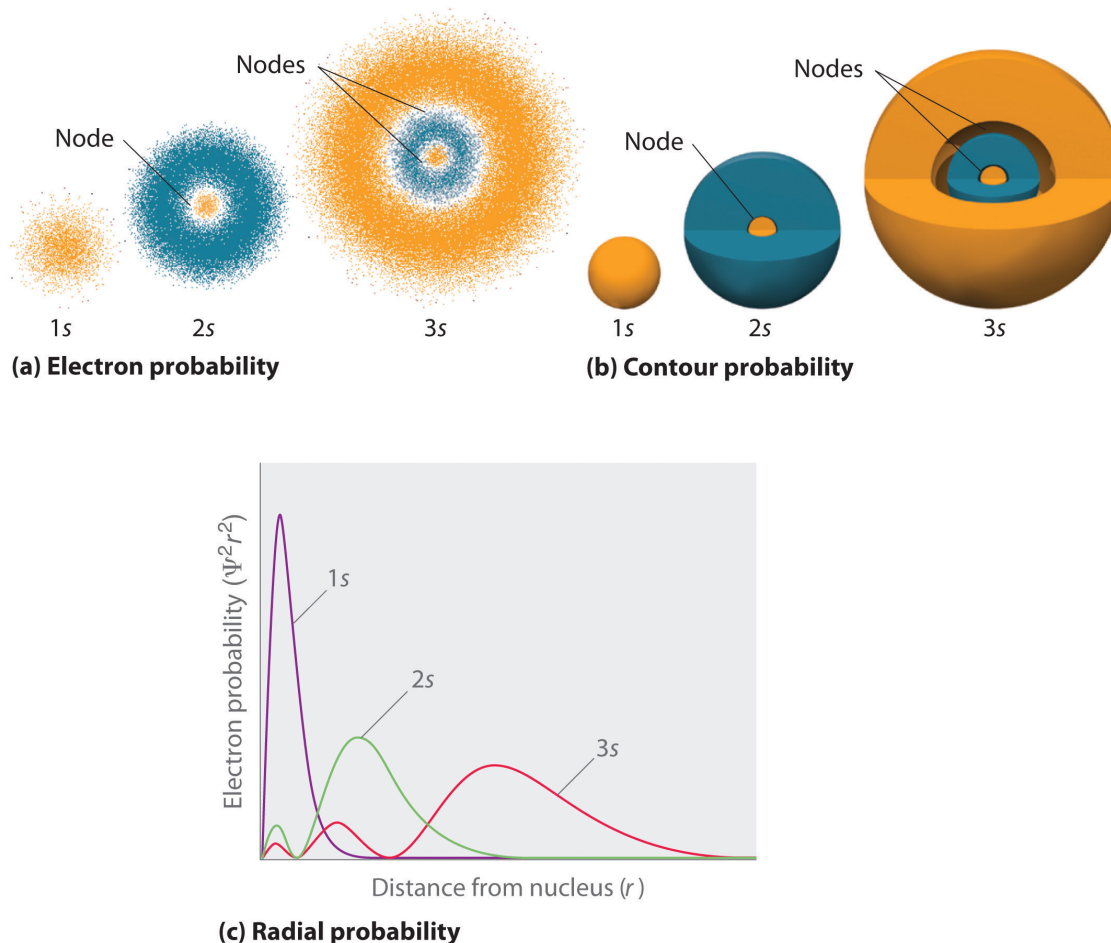 Nodes
Node
1s
2s
3s
(a) Electron probability
Nodes
Node
1s
2s
3s
(b) Contour probability
Electron probability (Ψ²r²)
1s
2s
3s
Distance from nucleus (r)
(c) Radial probability